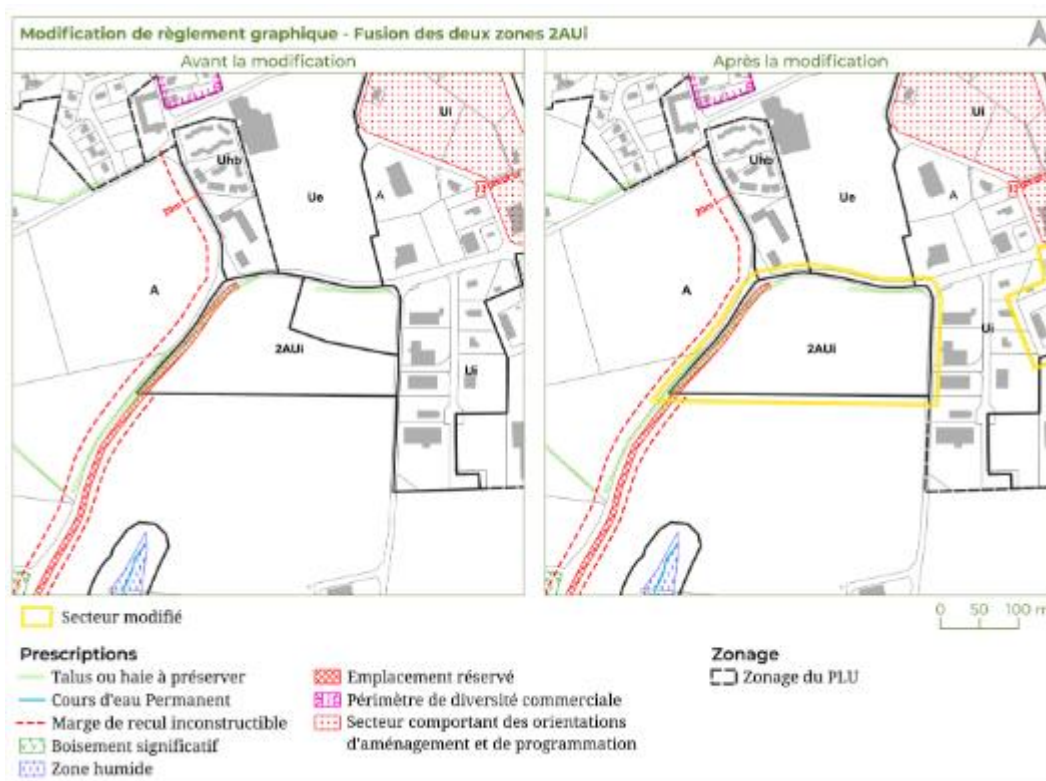 Modification de règlement graphique - Fusion des deux zones 2AUi
Avant la modification
Après la modification
Ui
Uhb
Ue
A
A
2AUi
Ui
Ui
Uhb
Ue
A
A
2AUi
Ui
0 50 100 m
Secteur modifié
Prescriptions
Talus ou haie à préserver
Cours d'eau Permanent
Marge de recul inconstructible
Boisement significatif
Zone humide
Emplacement réservé
Périmètre de diversité commerciale
Secteur comportant des orientations
d'aménagement et de programmation
Zonage
Zonage du PLU